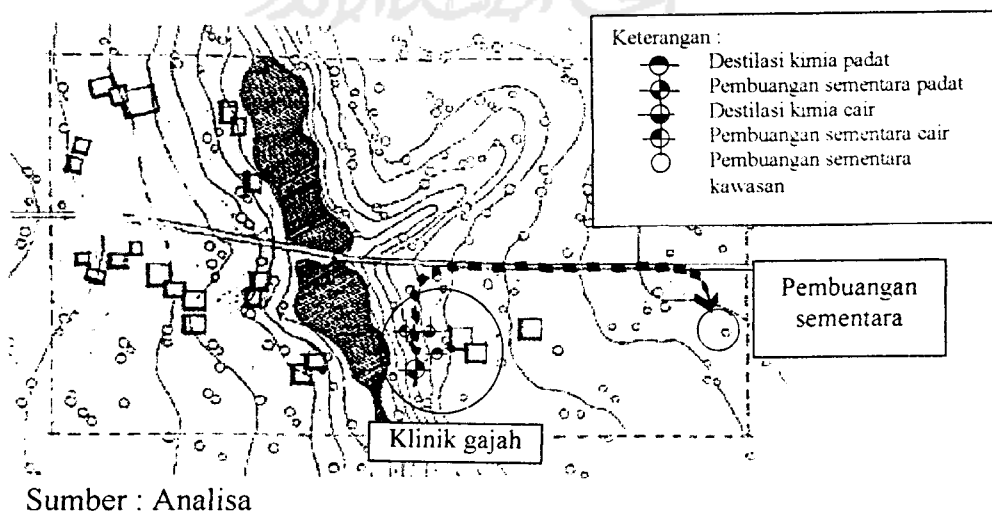 Keterangan :
Destilasi kimia padat
Pembuangan sementara padat
Destilasi kimia cair
Pembuangan sementara cair
Pembuangan sementara
kawasan
Pembuangan
sementara
Klinik gajah
Sumber : Analisa